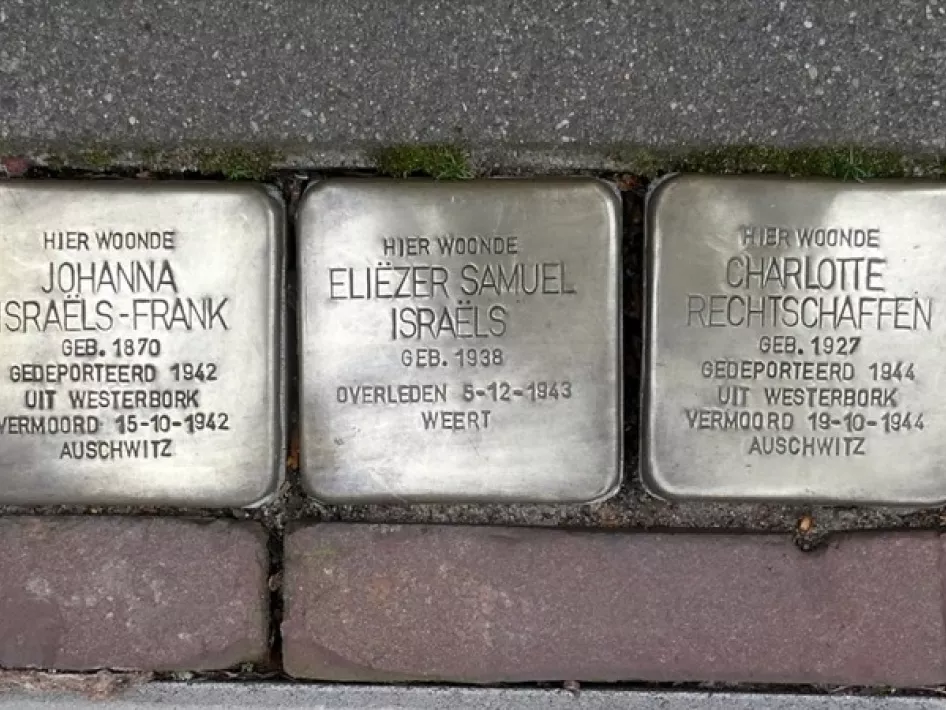 HIER WOONDE
JOHANNA
ISRAËLS-FRANK
GEB. 1870
GEDEPORTEERD 1942
UIT WESTERBORK
VERMOORD 15-10-1942
AUSCHWITZ
HIER WOONDE
ELIËZER SAMUEL
ISRAËLS
GEB. 1938
OVERLEDEN 5-12-1943
WEERT
HIER WOONDE
CHARLOTTE
RECHTSCHAFFEN
GEB. 1927
GEDEPORTEERD 1944
UIT WESTERBORK
VERMOORD 19-10-1944
AUSCHWITZ